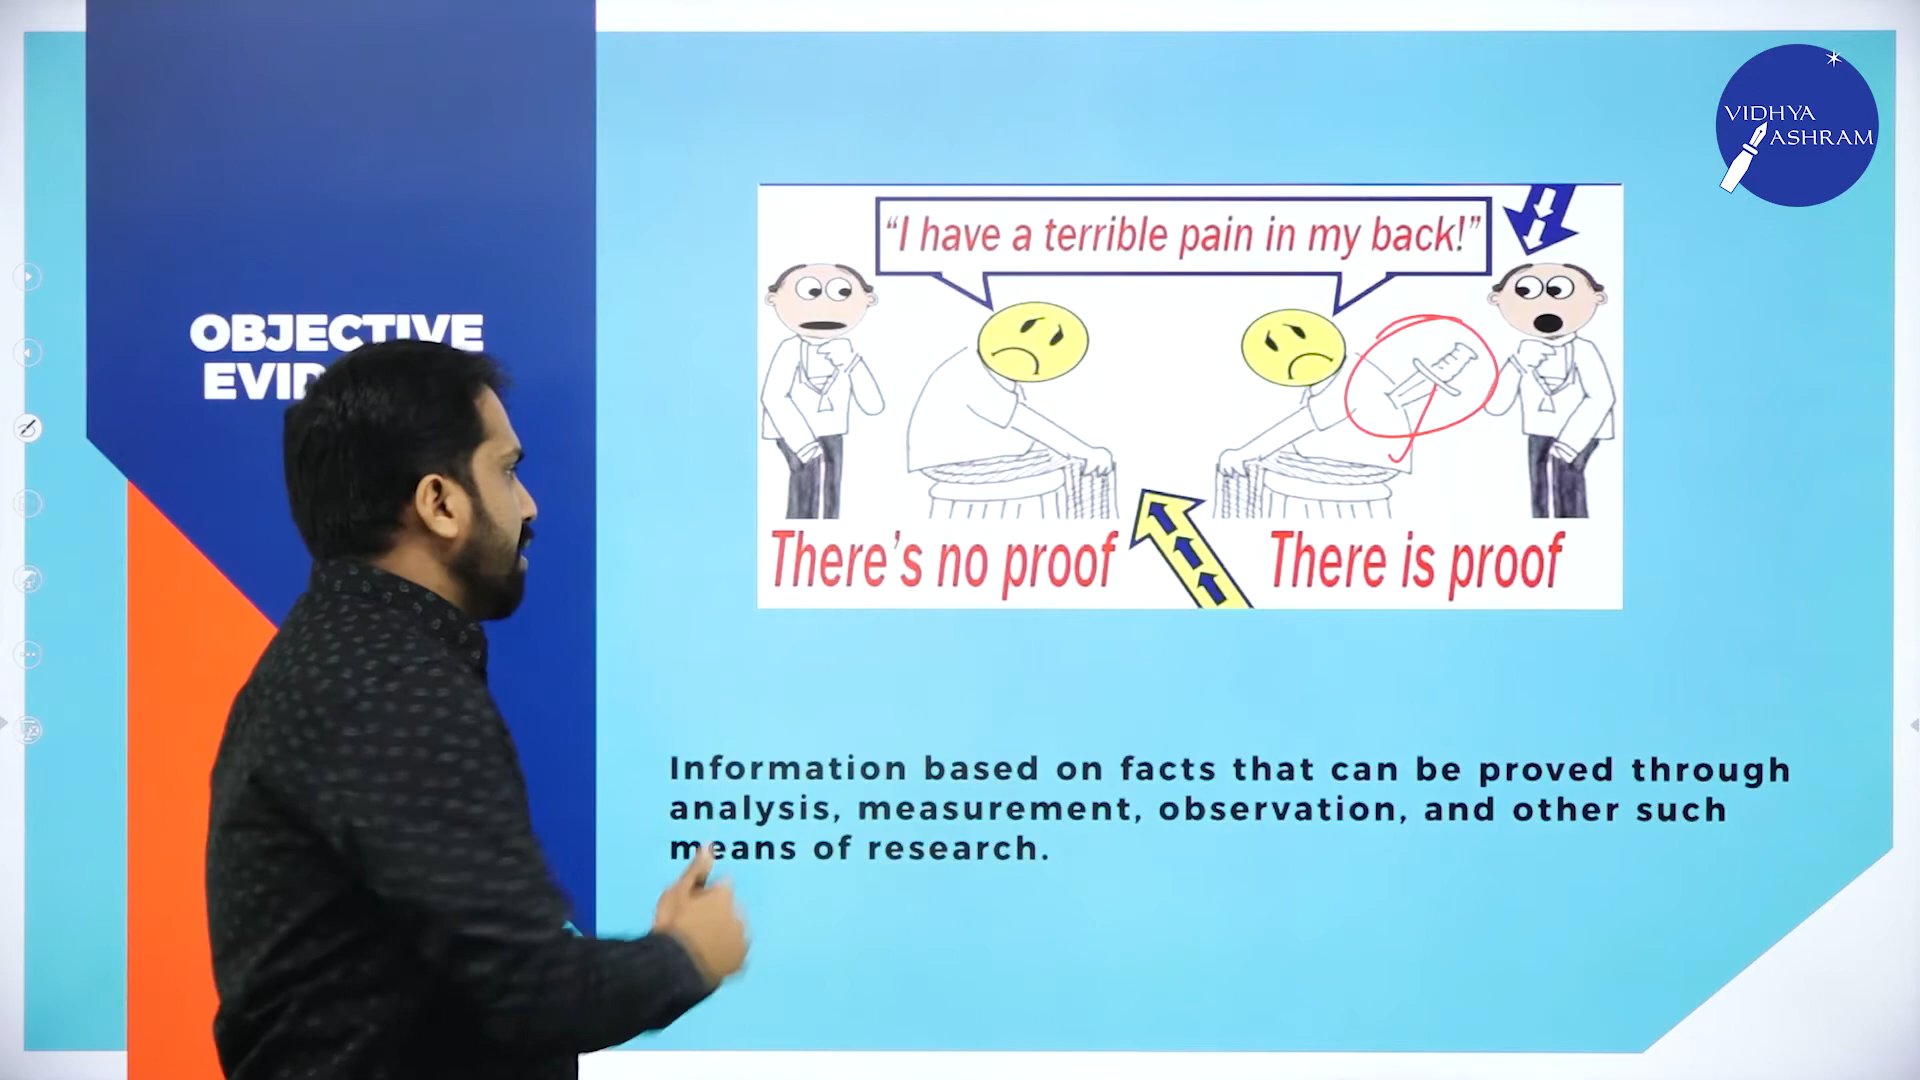 VIDHYA
ASHRAM
OBJECTIVE
“I have a terrible pain in my back!”
There’s no proof
There is proof
Information based on facts that can be proved through
analysis, measurement, observation, and other such
means of research.